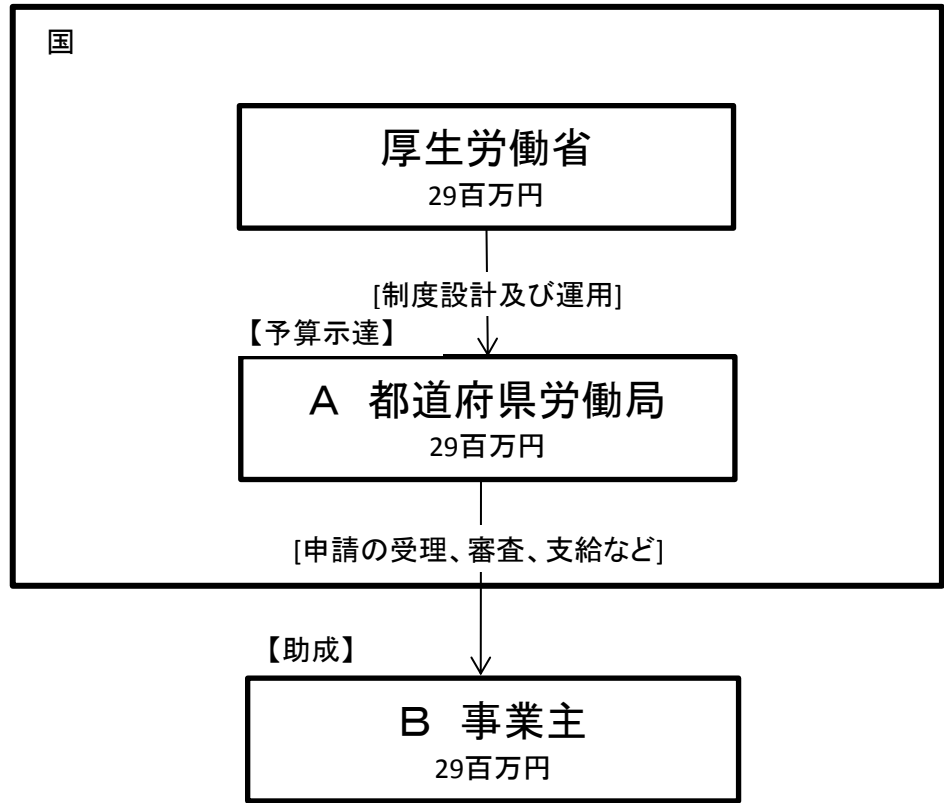 国
厚生労働省
29百万円
[制度設計及び運用]
【予算示達】
A 都道府県労働局
29百万円
[申請の受理、審査、支給など]
【助成】
B 事業主
29百万円